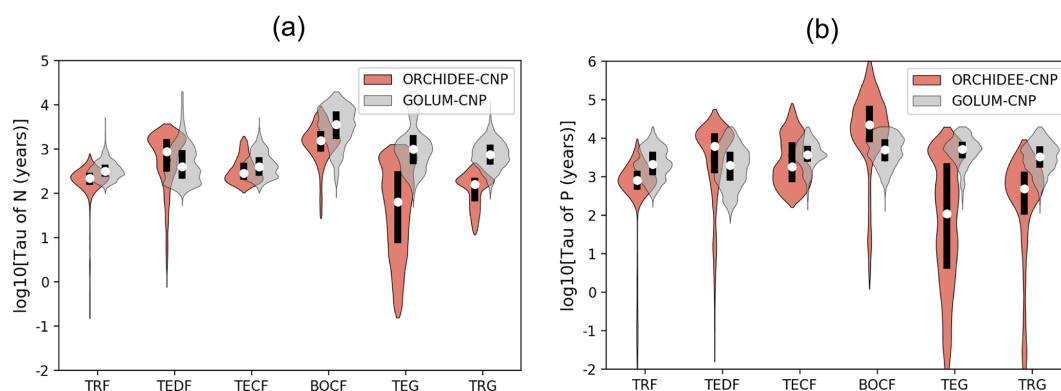 (a)
(b)
log10[Tau of N (years)]
5
4
3
2
1
0
-1
-2
ORCHIDEE-CNP
GOLUM-CNP
TRF TEDF TECF BOCF TEG TRG
log10[Tau of P (years)]
6
5
4
3
2
1
0
-1
-2
ORCHIDEE-CNP
GOLUM-CNP
TRF TEDF TECF BOCF TEG TRG